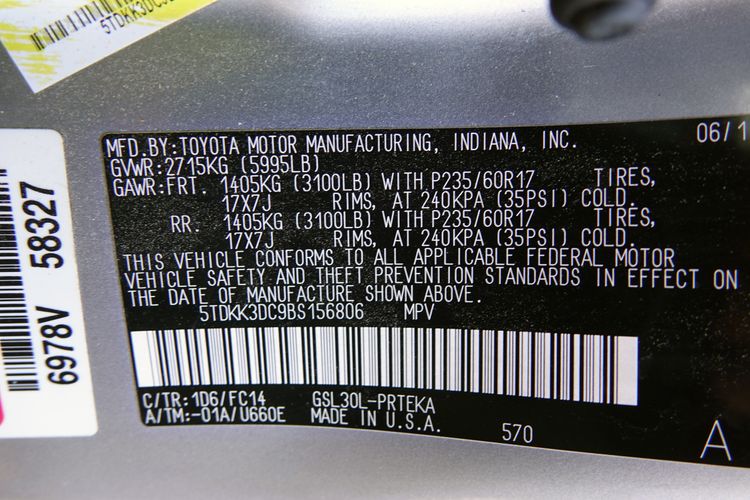 5TDKK3DC9
MFD.BY:TOYOTA MOTOR MANUFACTURING, INDIANA, INC. 06/1
GVWR:2715KG (5995LB)
GAWR:FRT. 1405KG (3100LB) WITH P235/60R17 TIRES,
17X7J RIMS, AT 240KPA (35PSI) COLD.
RR. 1405KG (3100LB) WITH P235/60R17 TIRES,
17X7J RIMS, AT 240KPA (35PSI) COLD.
THIS VEHICLE CONFORMS TO ALL APPLICABLE FEDERAL MOTOR
VEHICLE SAFETY AND THEFT PREVENTION STANDARDS IN EFFECT ON
THE DATE OF MANUFACTURE SHOWN ABOVE.
5TDKK3DC9BS156806 MPV
C/TR:1D6/FC14 GSL30L-PRTEKA
A/TM:-01A/U660E MADE IN U.S.A. 570 A
6978V 58327